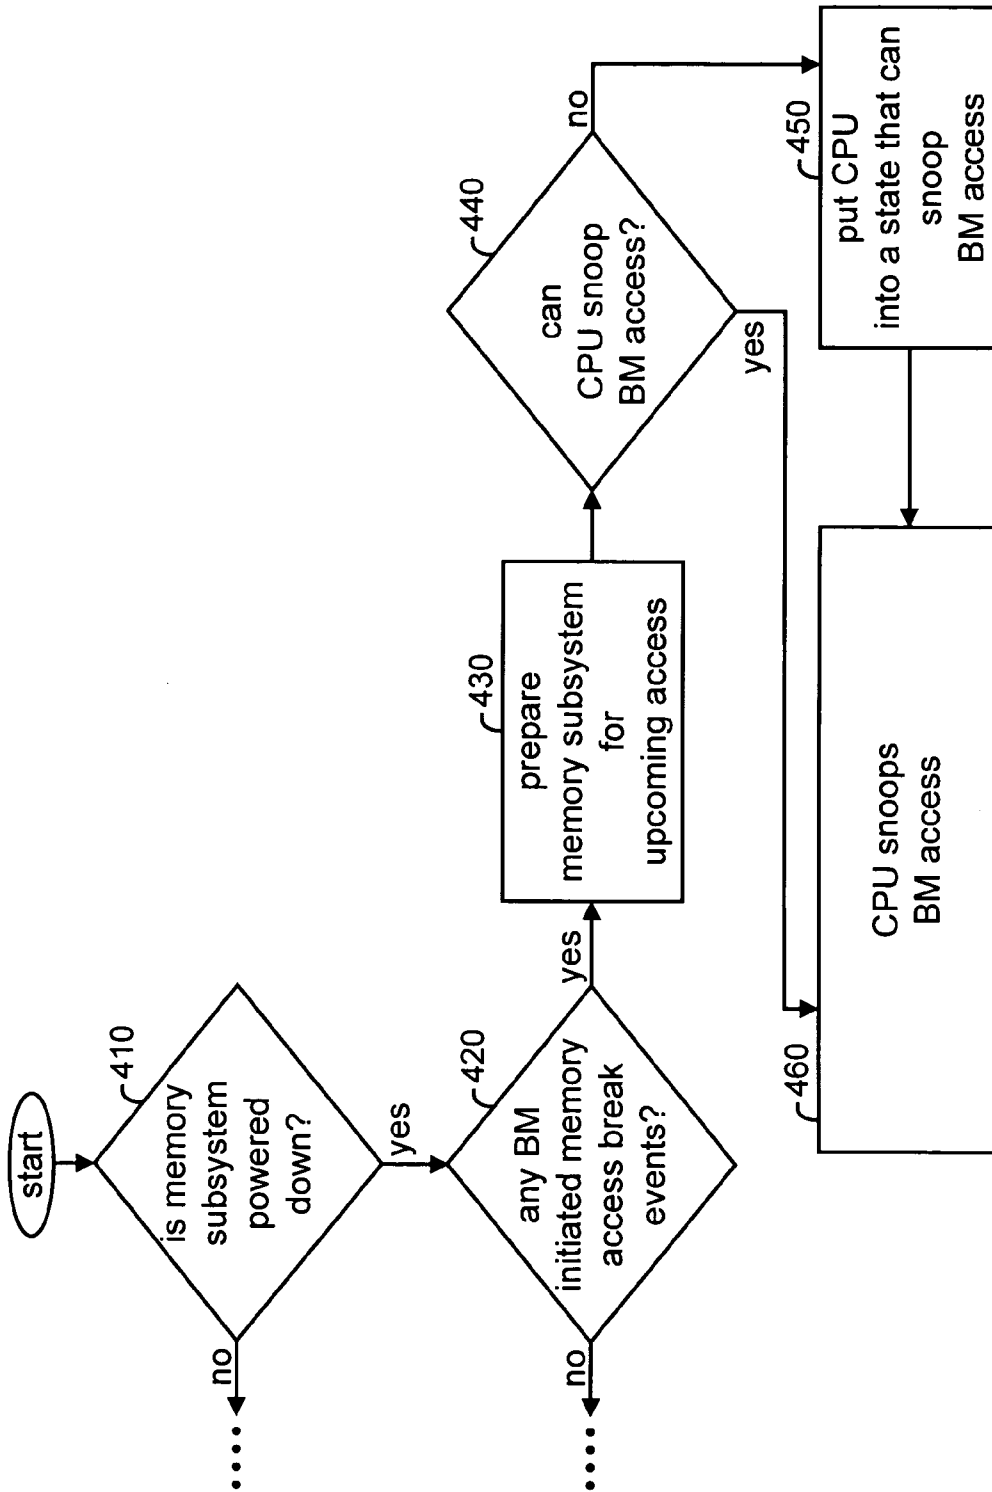 start
410
is memory
subsystem
powered
down?
no
yes
420
any BM
initiated memory
access break
events?
no
yes
430
prepare
memory subsystem
for
upcoming access
440
can
CPU snoop
BM access?
no
yes
450
put CPU
into a state that can
snoop
BM access
460
CPU snoops
BM access